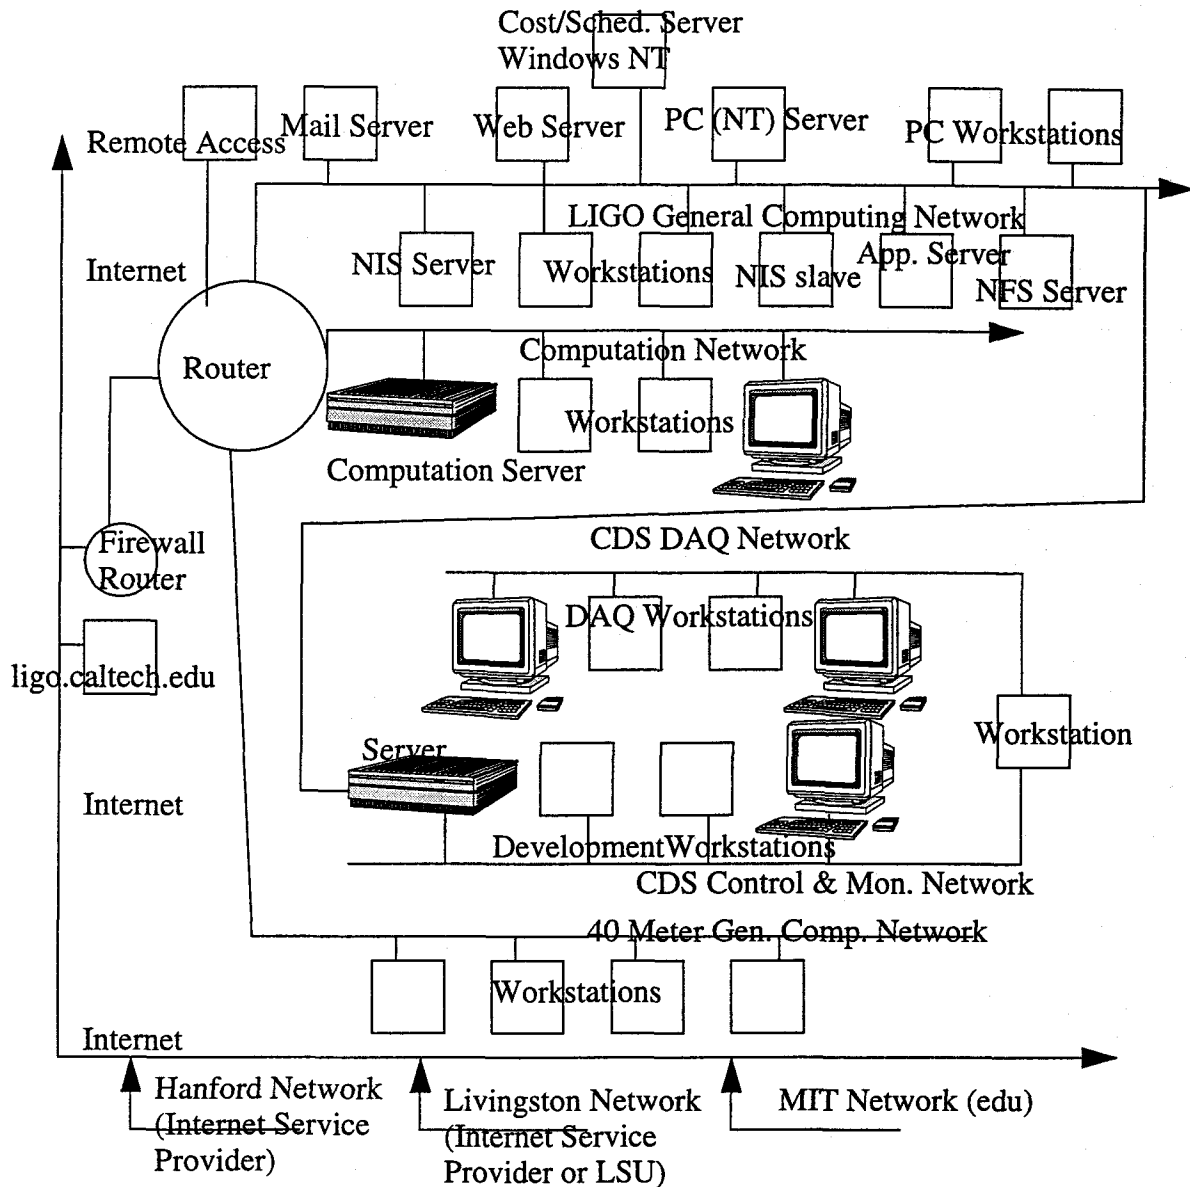 Cost/Sched. Server
Windows NT
Remote Access
Mail Server
Web Server
PC (NT) Server
PC Workstations
LIGO General Computing Network
Internet
NIS Server
Workstations
NIS slave
App. Server
NFS Server
Router
Computation Network
Workstations
Computation Server
Firewall
Router
CDS DAQ Network
DAQ Workstations
ligo.caltech.edu
Workstation
Server
Internet
DevelopmentWorkstations
CDS Control & Mon. Network
40 Meter Gen. Comp. Network
Workstations
Internet
Hanford Network
(Internet Service
Provider)
Livingston Network
(Internet Service
Provider or LSU)
MIT Network (edu)